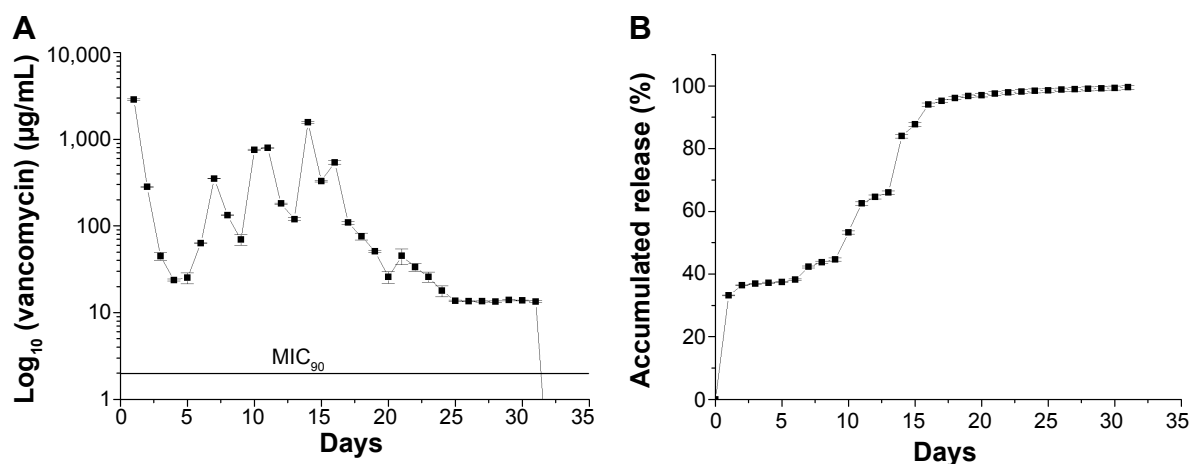 A
Log10 (vancomycin) (µg/mL)
10,000
1,000
100
10
1
MIC90
0 5 10 15 20 25 30 35
Days
B
Accumulated release (%)
100
80
60
40
20
0
0 5 10 15 20 25 30 35
Days